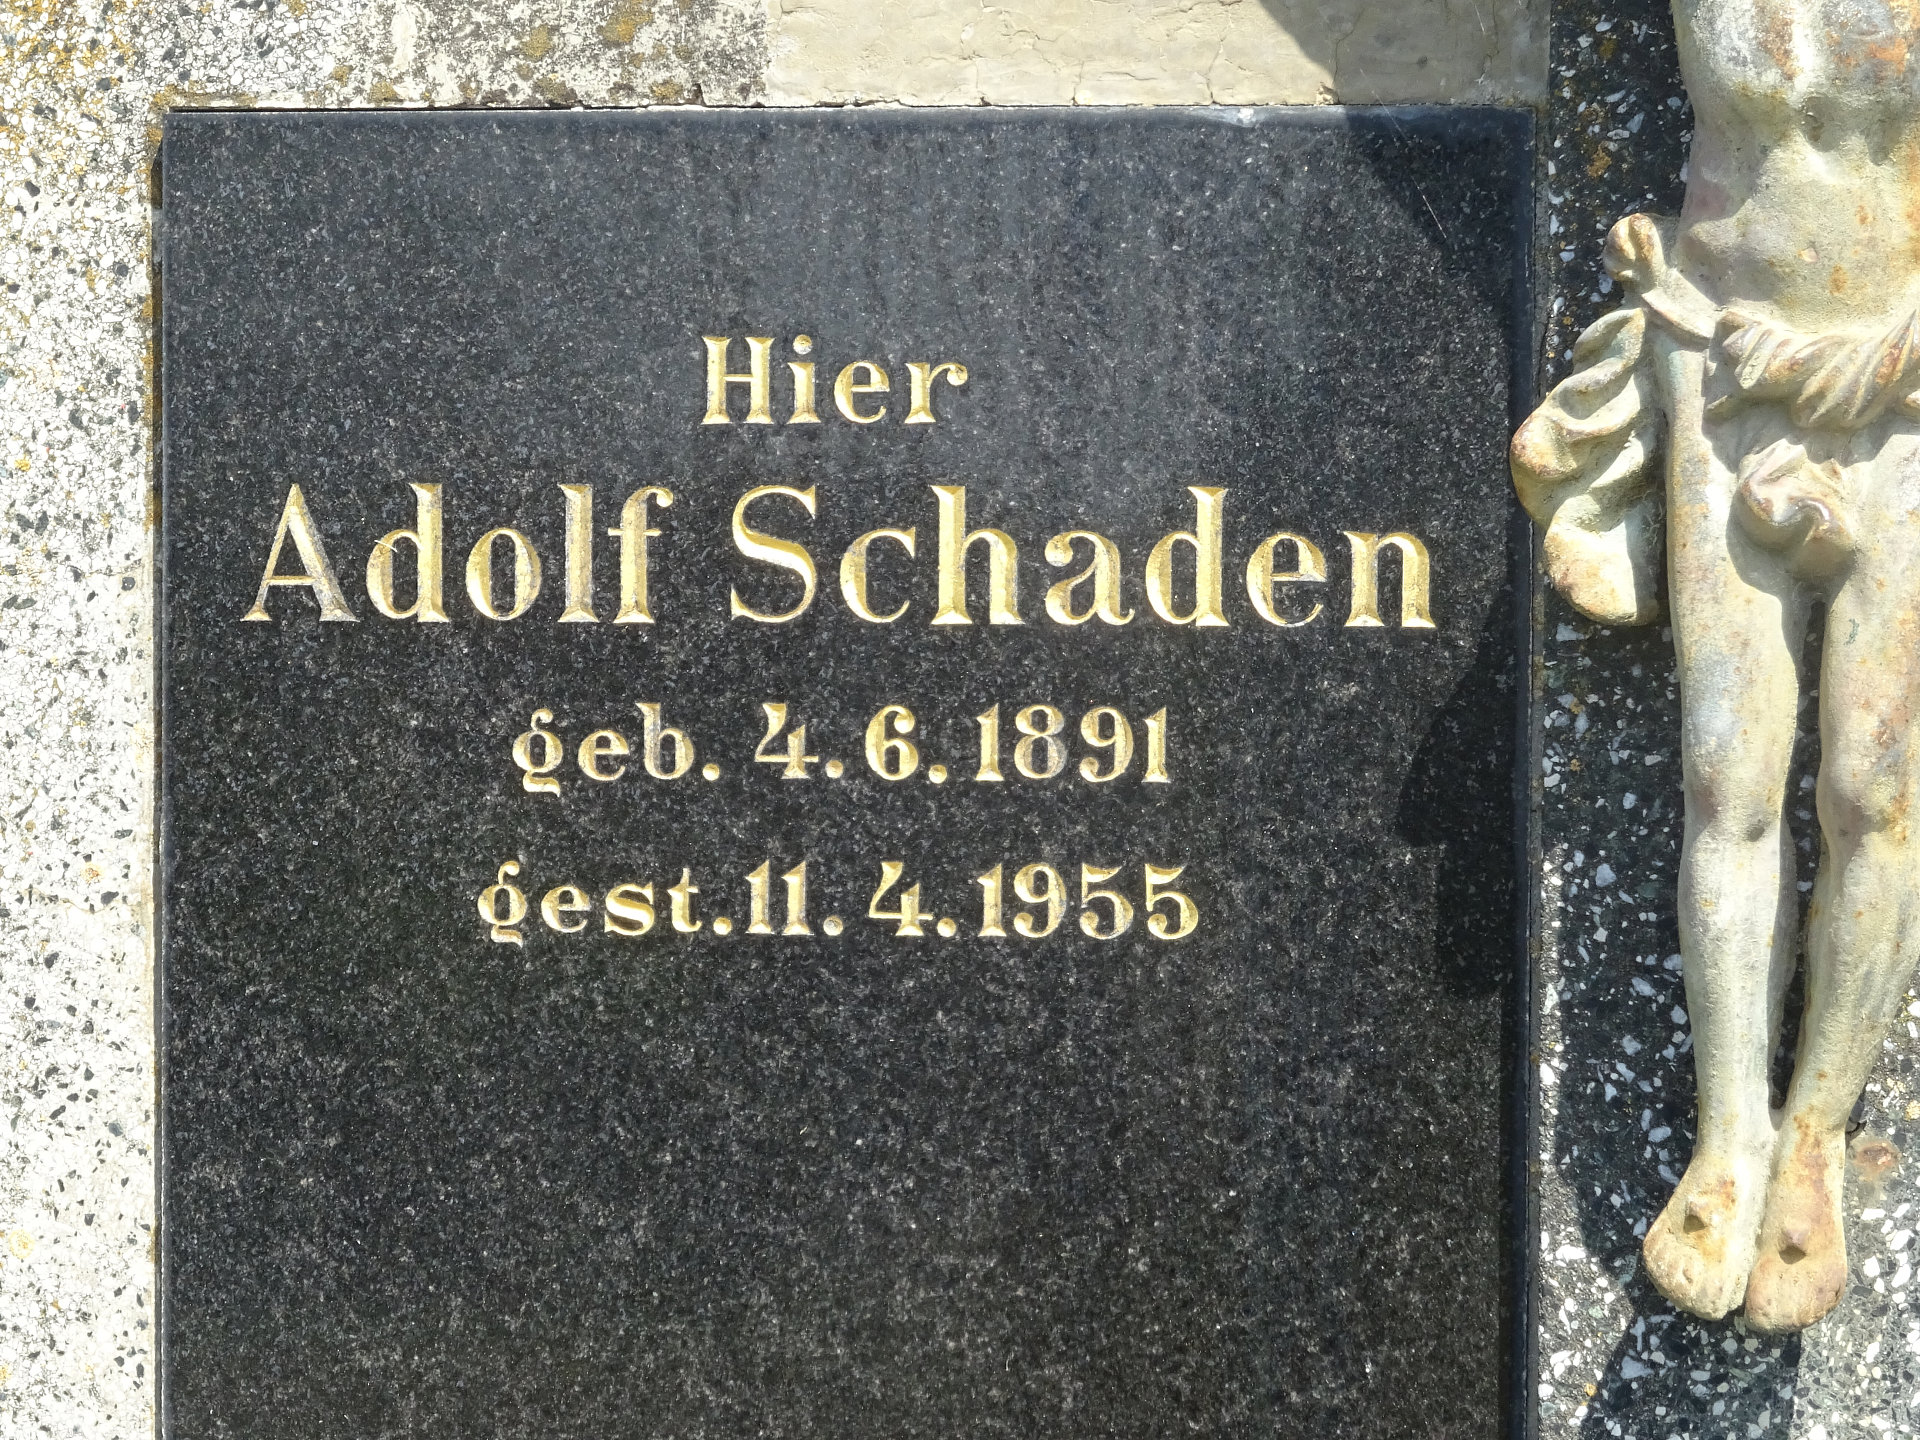 Hier
Adolf Schaden
geb. 4.6.1891
gest. 11.4.1955